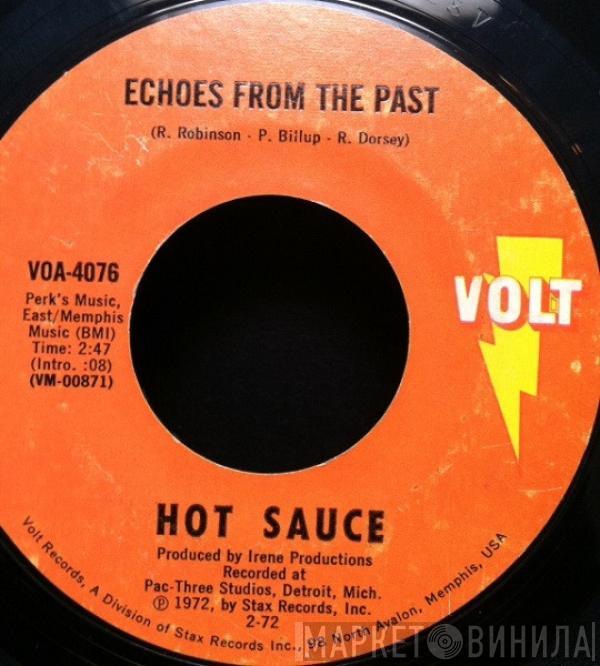 ECHOES FROM THE PAST
(R. Robinson - P. Billup - R. Dorsey)
VOA-4076
Perk's Music,
East/Memphis
Music (BMI)
Time: 2:47
(Intro. :08)
(VM-00871)
VOLT
HOT SAUCE
Produced by Irene Productions
Recorded at
Pac-Three Studios, Detroit, Mich.
℗ 1972, by Stax Records, Inc.
2-72
Volt Records, A Division of Stax Records Inc., 98 North Avalon, Memphis, USA
МАРКЕТ ВИНИЛА